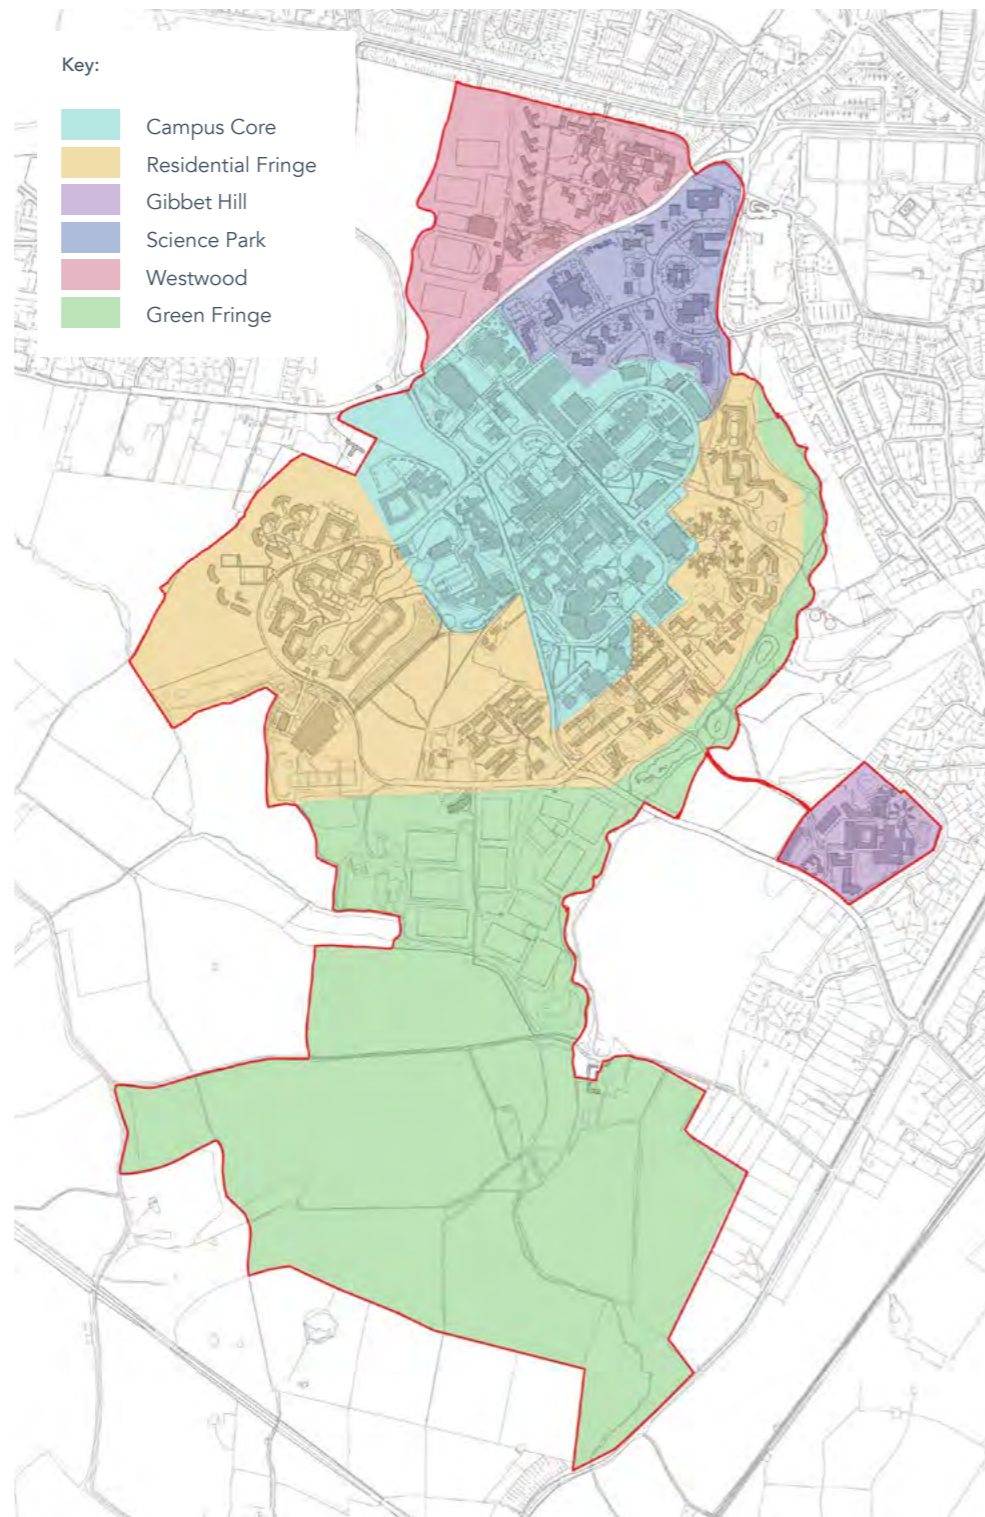 Key:
Campus Core
Residential Fringe
Gibbet Hill
Science Park
Westwood
Green Fringe